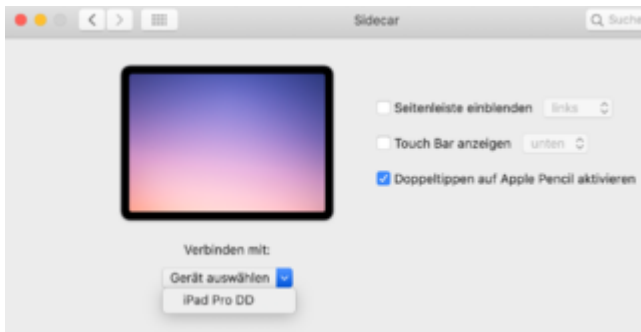 Sidecar
Suche
Seitenleiste einblenden links
Touch Bar anzeigen unten
Doppeltippen auf Apple Pencil aktivieren
Verbinden mit:
Gerät auswählen
iPad Pro DD